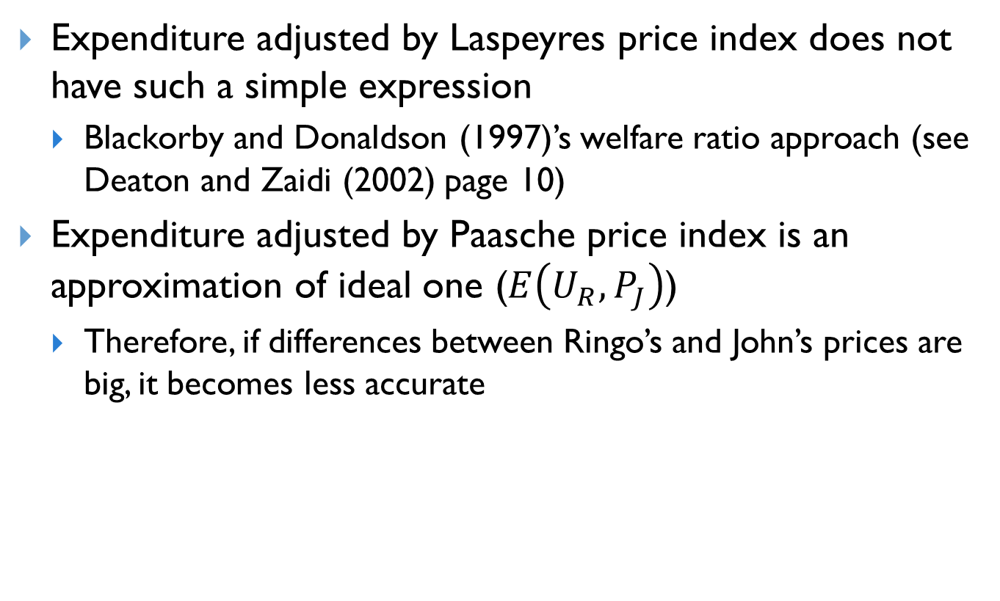 Expenditure adjusted by Laspeyres price index does not
have such a simple expression
Blackorby and Donaldson (1997)’s welfare ratio approach (see
Deaton and Zaidi (2002) page 10)
Expenditure adjusted by Paasche price index is an
approximation of ideal one (E(U_R, P_J))
Therefore, if differences between Ringo’s and John’s prices are
big, it becomes less accurate